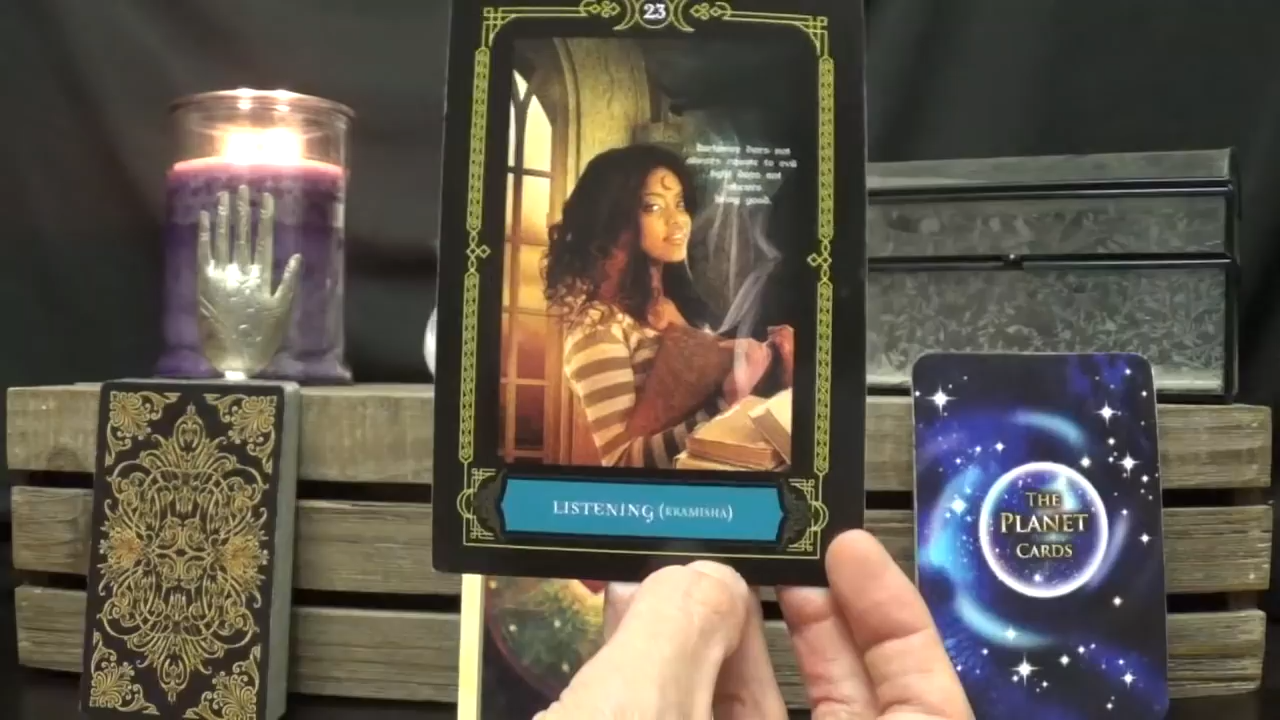 23
Darkness does not
always equate to evil
light does not
always
bring good.
LISTENING (KRAMISHA)
THE
PLANET
CARDS